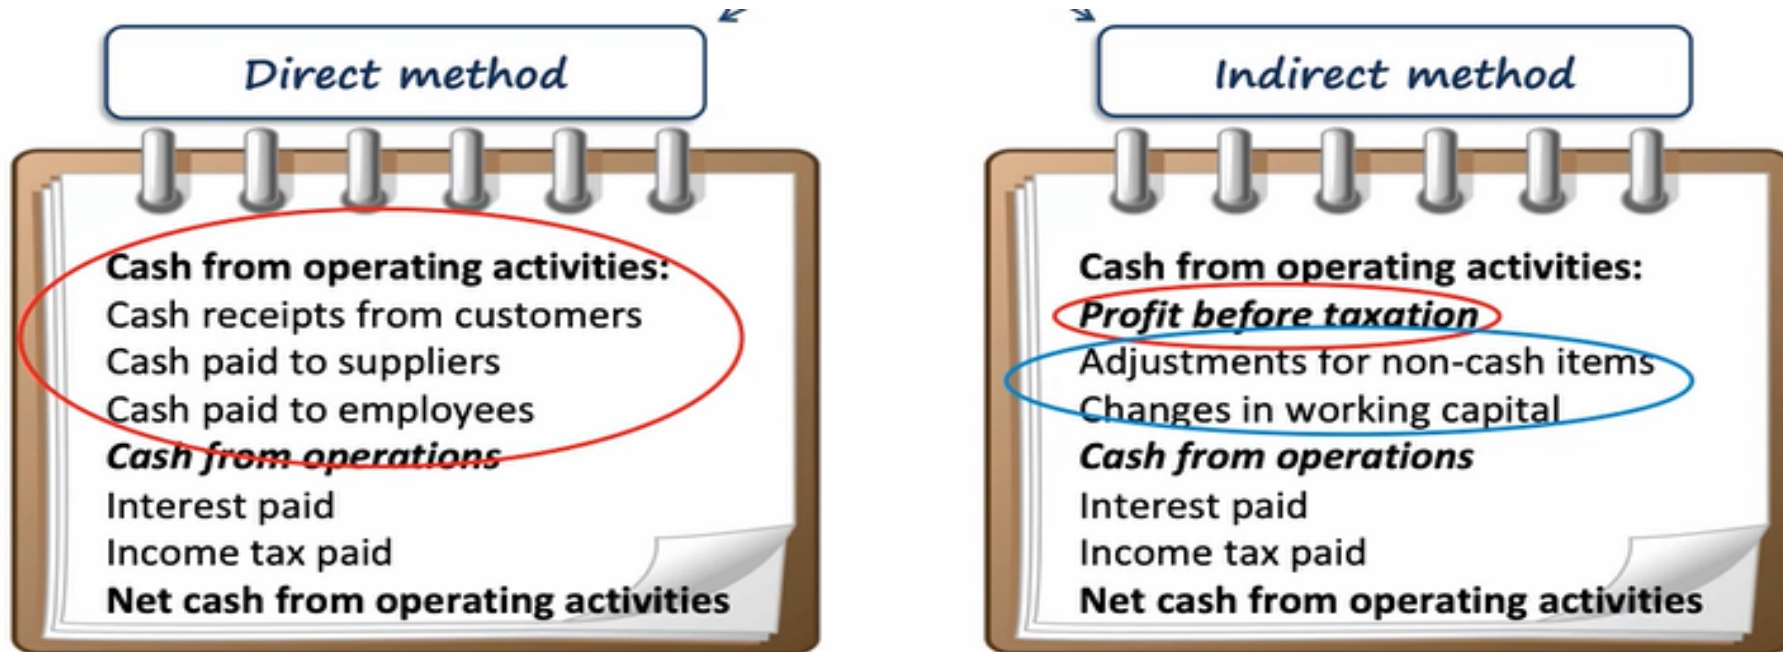 Direct method
Cash from operating activities:
Cash receipts from customers
Cash paid to suppliers
Cash paid to employees
Cash from operations
Interest paid
Income tax paid
Net cash from operating activities
Indirect method
Cash from operating activities:
Profit before taxation
Adjustments for non-cash items
Changes in working capital
Cash from operations
Interest paid
Income tax paid
Net cash from operating activities